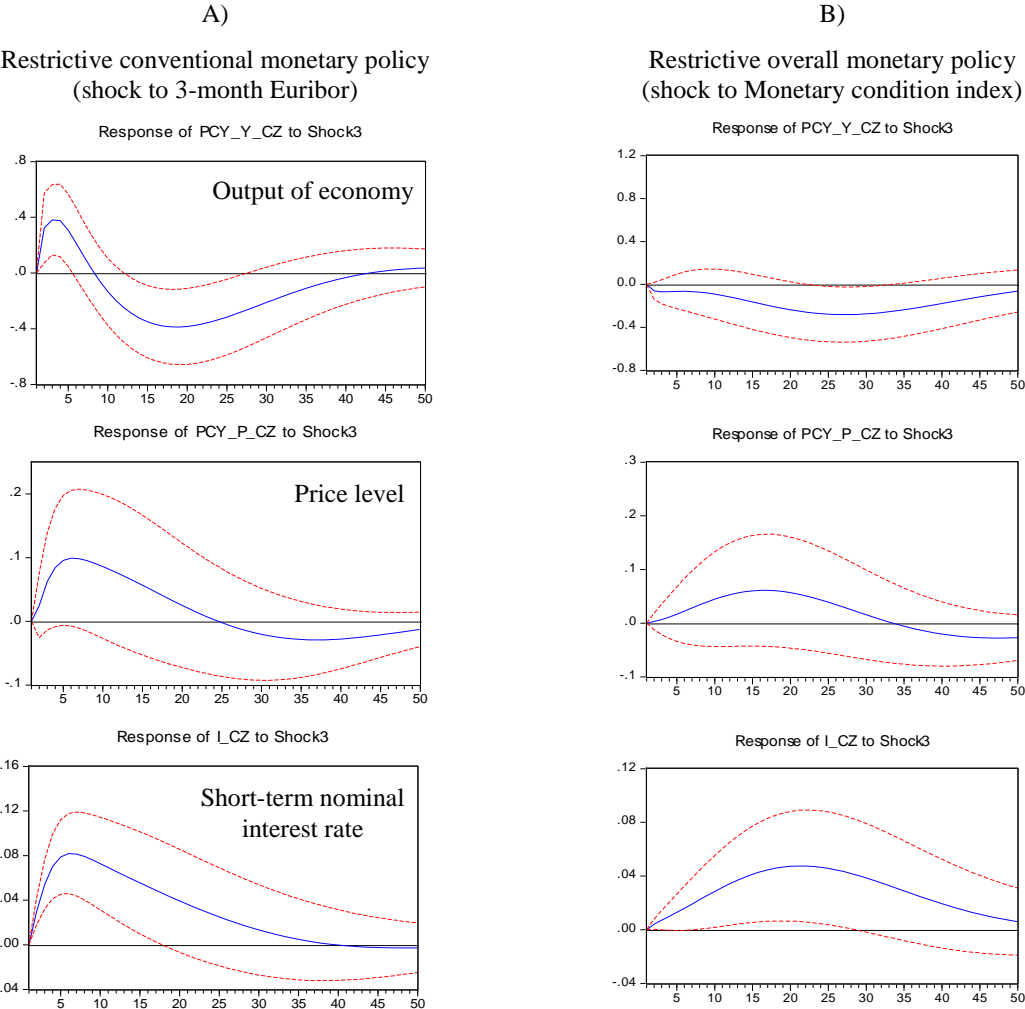 A)
Restrictive conventional monetary policy
(shock to 3-month Euribor)
Response of PCY_Y_CZ to Shock3
Output of economy
.8
.4
.0
-.4
-.8
5 10 15 20 25 30 35 40 45 50
Response of PCY_P_CZ to Shock3
Price level
.2
.1
.0
-.1
5 10 15 20 25 30 35 40 45 50
Response of I_CZ to Shock3
Short-term nominal
interest rate
.16
.12
.08
.04
.00
.04
5 10 15 20 25 30 35 40 45 50
B)
Restrictive overall monetary policy
(shock to Monetary condition index)
Response of PCY_Y_CZ to Shock3
1.2
0.8
0.4
0.0
-0.4
-0.8
5 10 15 20 25 30 35 40 45 50
Response of PCY_P_CZ to Shock3
.3
.2
.1
.0
-.1
5 10 15 20 25 30 35 40 45 50
Response of I_CZ to Shock3
.12
.08
.04
.00
-.04
5 10 15 20 25 30 35 40 45 50